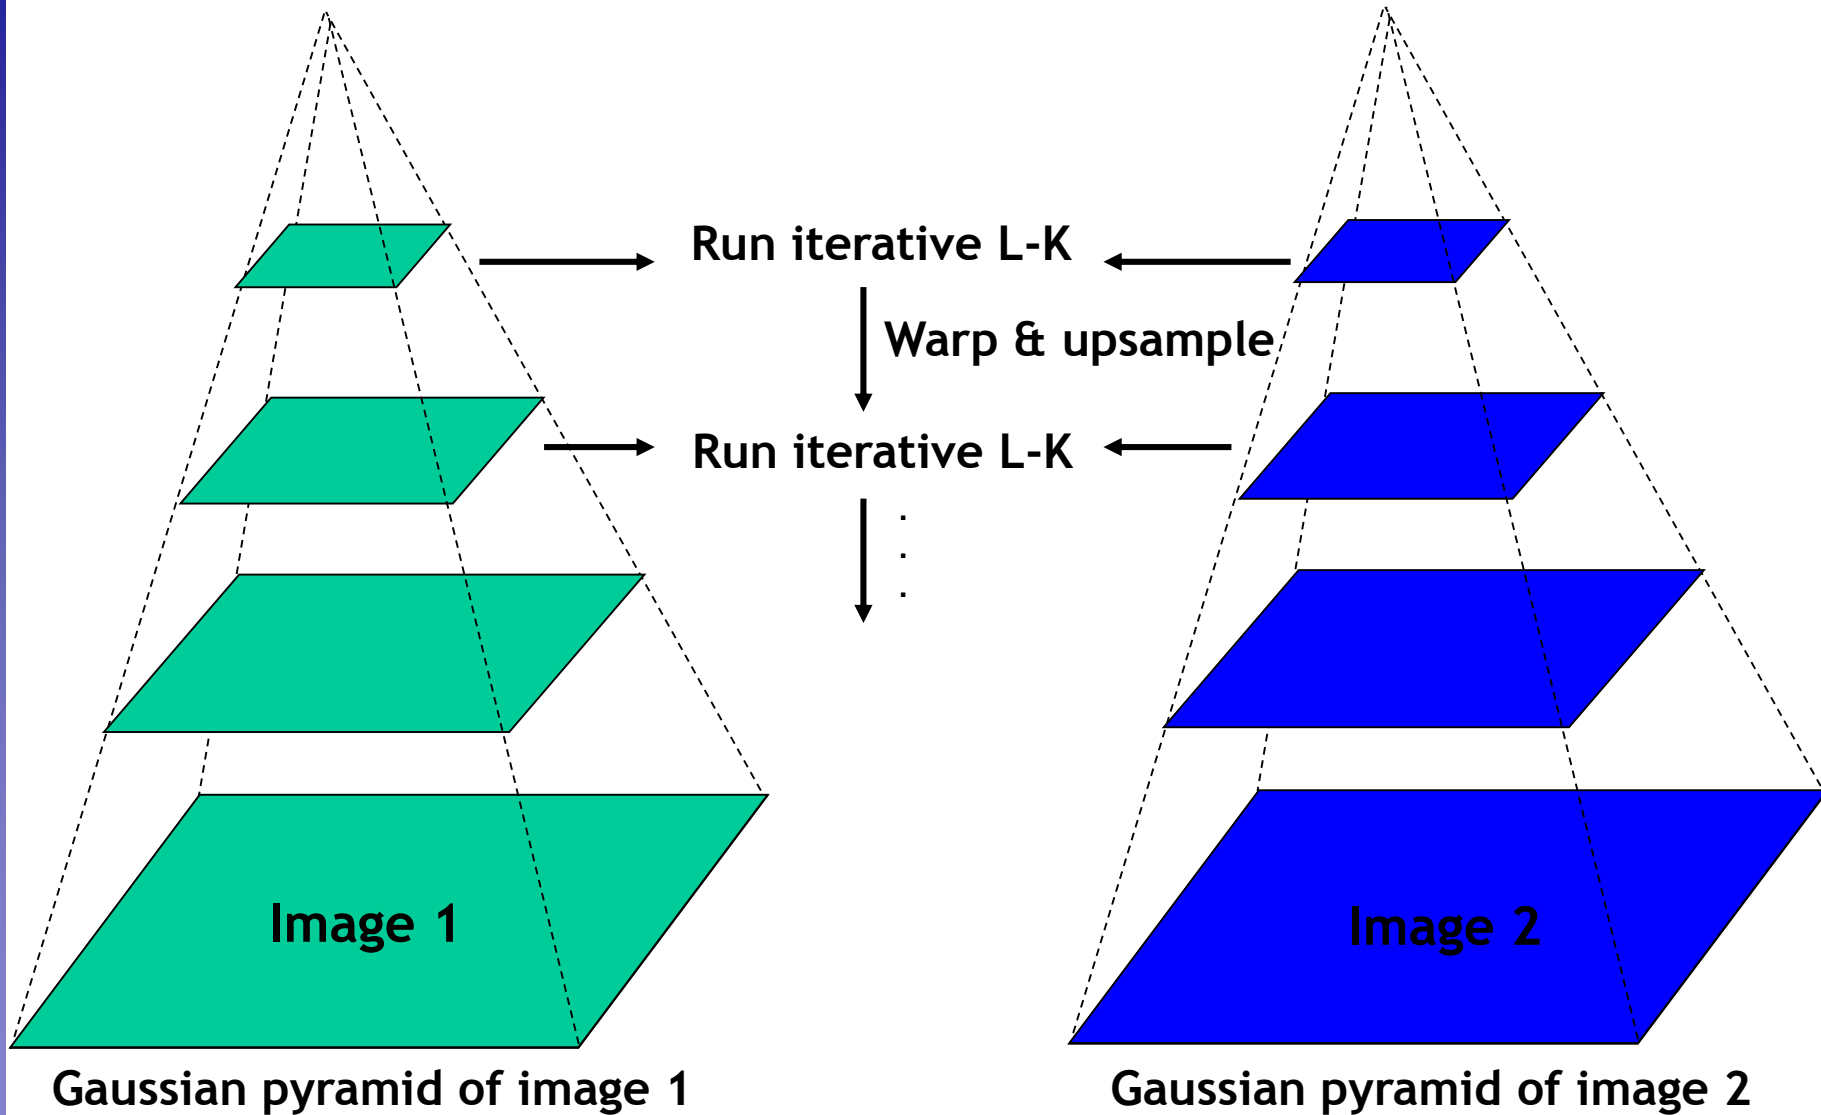 Run iterative L-K
Warp & upsample
Run iterative L-K
.
.
.
Image 1
Image 2
Gaussian pyramid of image 1
Gaussian pyramid of image 2